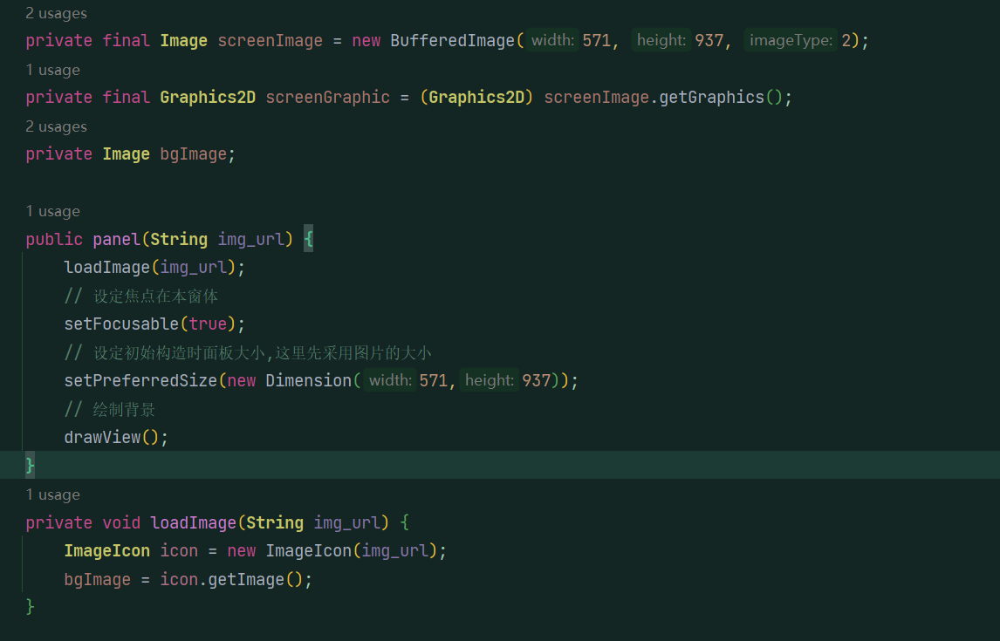 2 usages
private final Image screenImage = new BufferedImage( width: 571, height: 937, imageType: 2);
1 usage
private final Graphics2D screenGraphic = (Graphics2D) screenImage.getGraphics();
2 usages
private Image bgImage;
1 usage
public panel(String img_url) {
loadImage(img_url);
// 设定焦点在本窗体
setFocusable(true);
// 设定初始构造时面板大小,这里先采用图片的大小
setPreferredSize(new Dimension( width: 571, height: 937));
// 绘制背景
drawView();
}
1 usage
private void loadImage(String img_url) {
ImageIcon icon = new ImageIcon(img_url);
bgImage = icon.getImage();
}